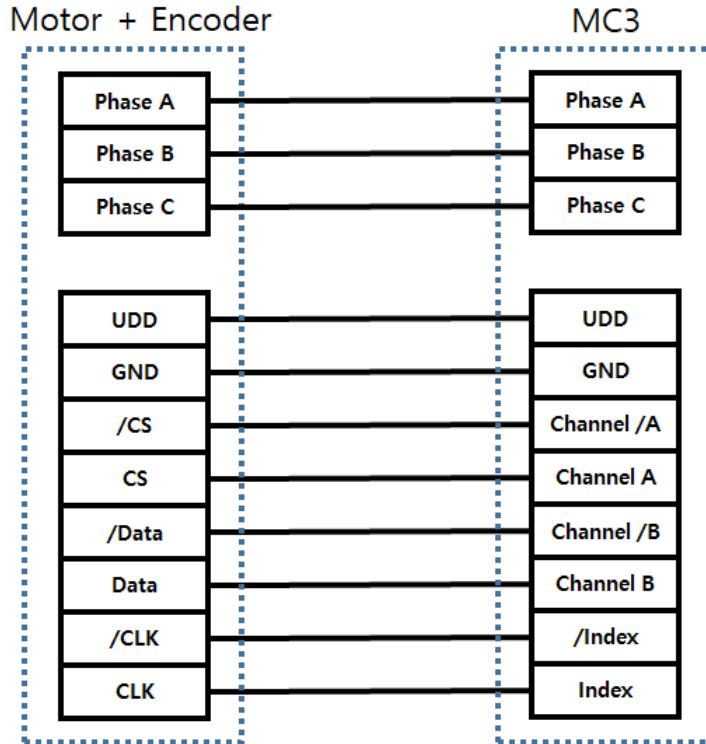 Motor + Encoder
MC3
Phase A
Phase A
Phase B
Phase B
Phase C
Phase C
UDD
UDD
GND
GND
/CS
Channel /A
CS
Channel A
/Data
Channel /B
Data
Channel B
/CLK
/Index
CLK
Index